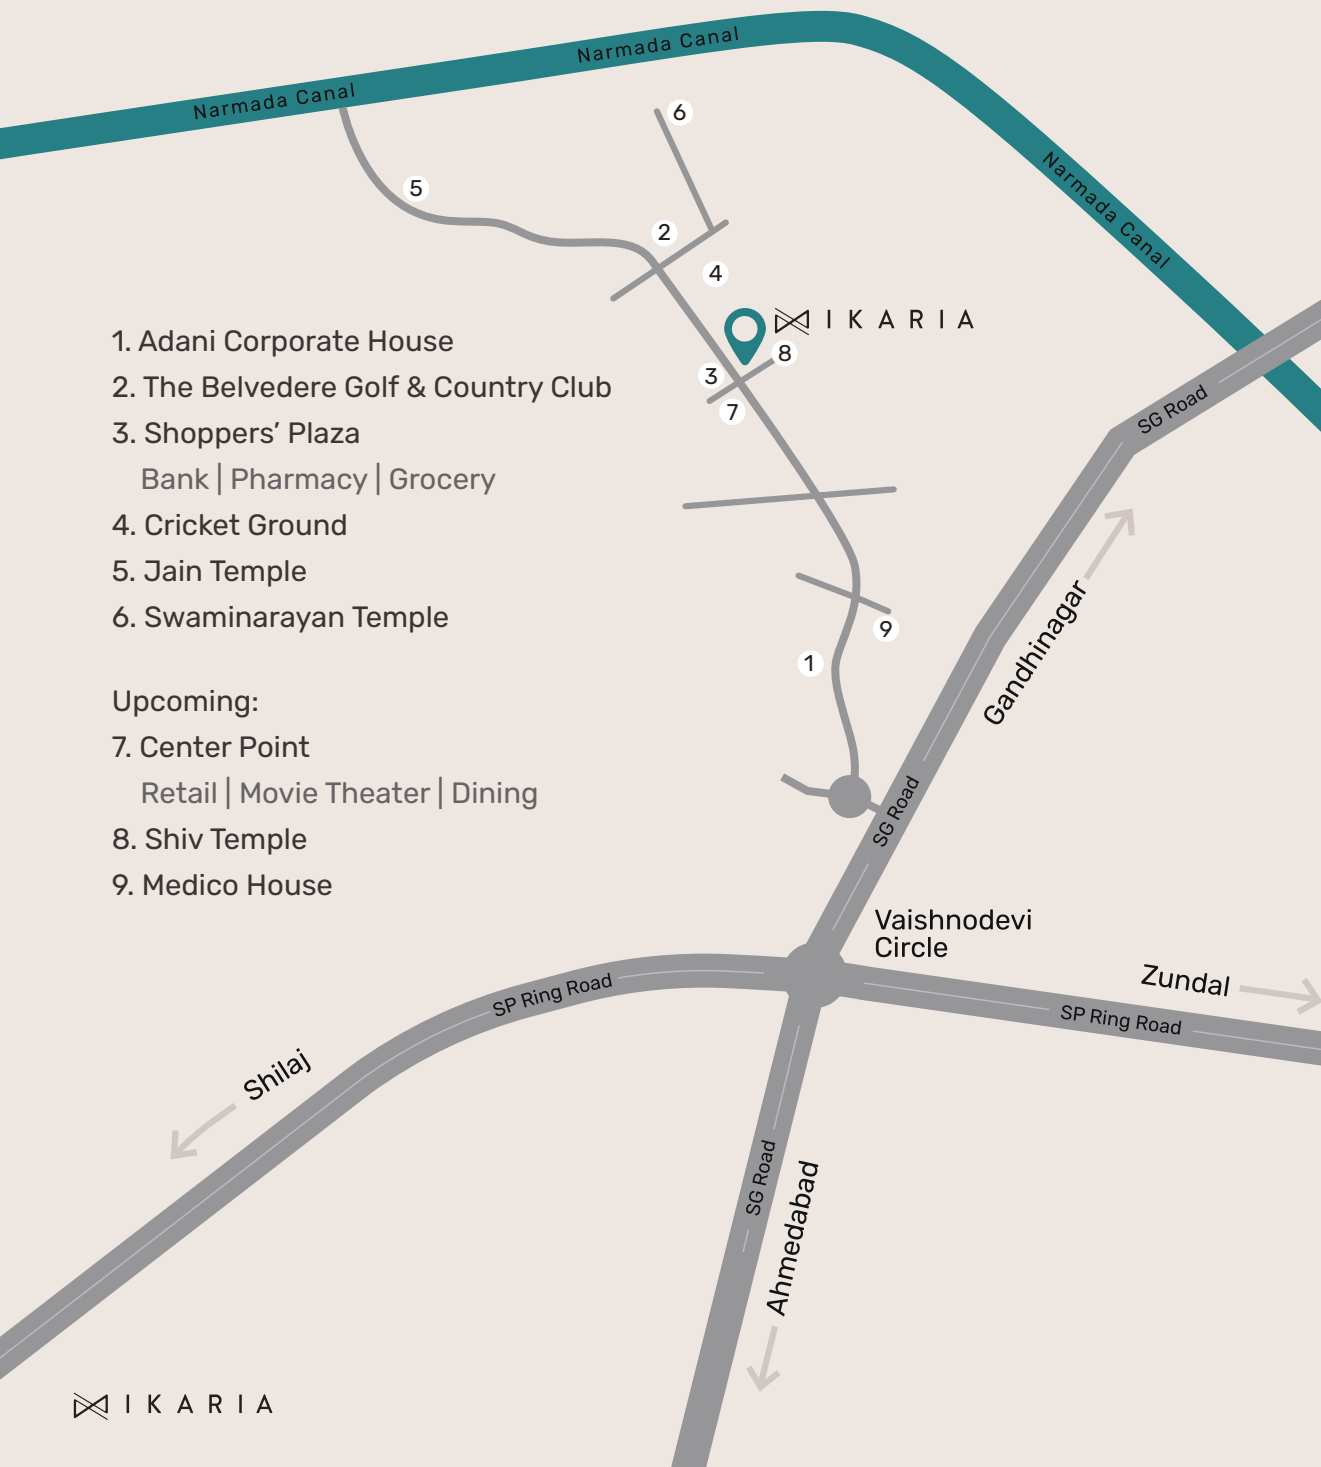 Narmada Canal
Narmada Canal
Narmada Canal
6
5
2
4
IKARIA
8
3
7
SG Road
1. Adani Corporate House
2. The Belvedere Golf & Country Club
3. Shoppers’ Plaza
Bank | Pharmacy | Grocery
4. Cricket Ground
5. Jain Temple
6. Swaminarayan Temple
Upcoming:
7. Center Point
Retail | Movie Theater | Dining
8. Shiv Temple
9. Medico House
9
1
Gandhinagar
SG Road
Vaishnodevi
Circle
Zundal
SP Ring Road
SP Ring Road
Shilaj
SG Road
Ahmedabad
IKARIA